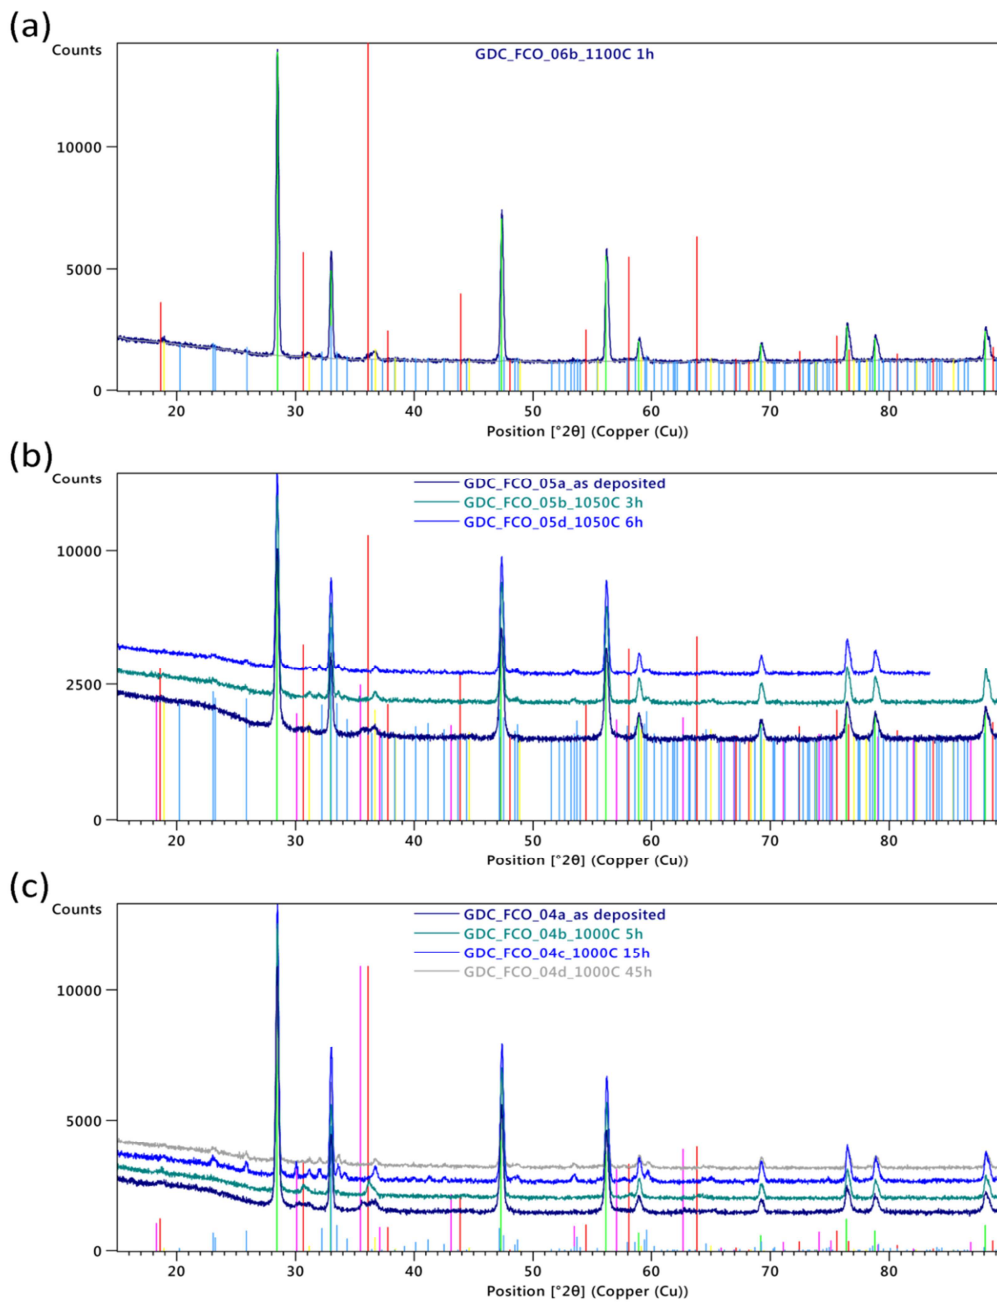 (a)
Counts
GDC_FCO_06b_1100C 1h
10000
5000
0
20 30 40 50 60 70 80
Position [°2θ] (Copper (Cu))
(b)
Counts
GDC_FCO_05a_as deposited
GDC_FCO_05b_1050C 3h
GDC_FCO_05d_1050C 6h
10000
2500
0
20 30 40 50 60 70 80
Position [°2θ] (Copper (Cu))
(c)
Counts
GDC_FCO_04a_as deposited
GDC_FCO_04b_1000C 5h
GDC_FCO_04c_1000C 15h
GDC_FCO_04d_1000C 45h
10000
5000
0
20 30 40 50 60 70 80
Position [°2θ] (Copper (Cu))